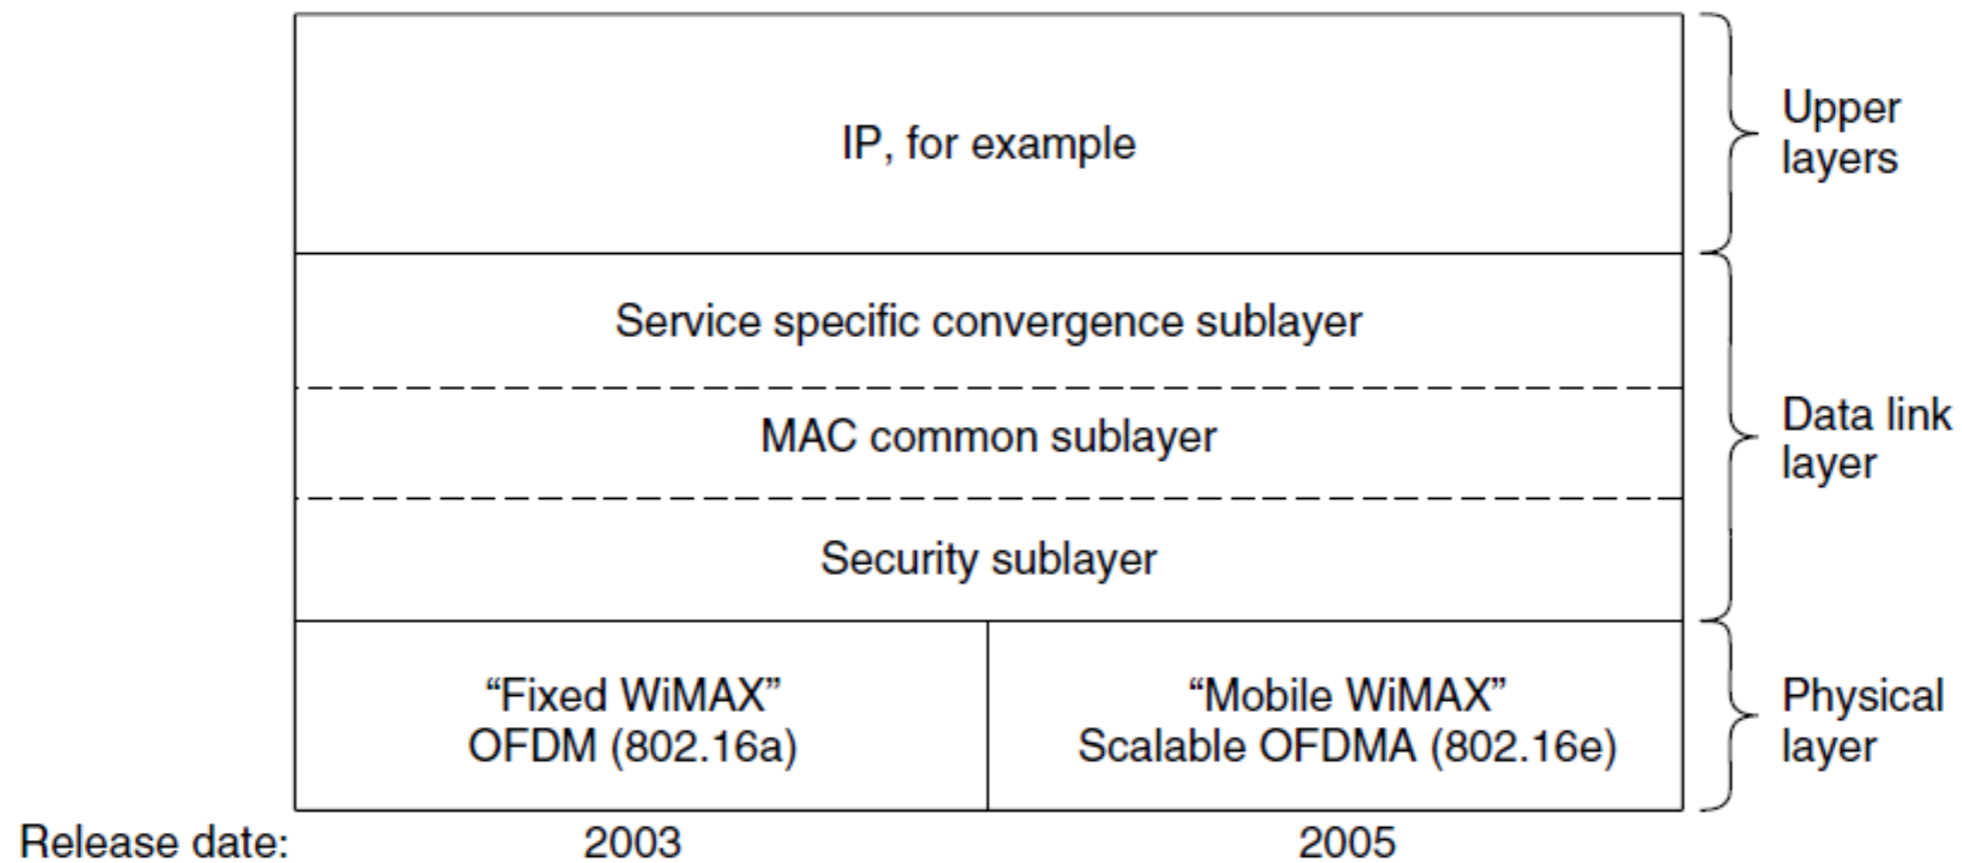 IP, for example
Upper
layers
Service specific convergence sublayer
MAC common sublayer
Data link
layer
Security sublayer
“Fixed WiMAX”
OFDM (802.16a)
“Mobile WiMAX”
Scalable OFDMA (802.16e)
Physical
layer
Release date:
2003
2005